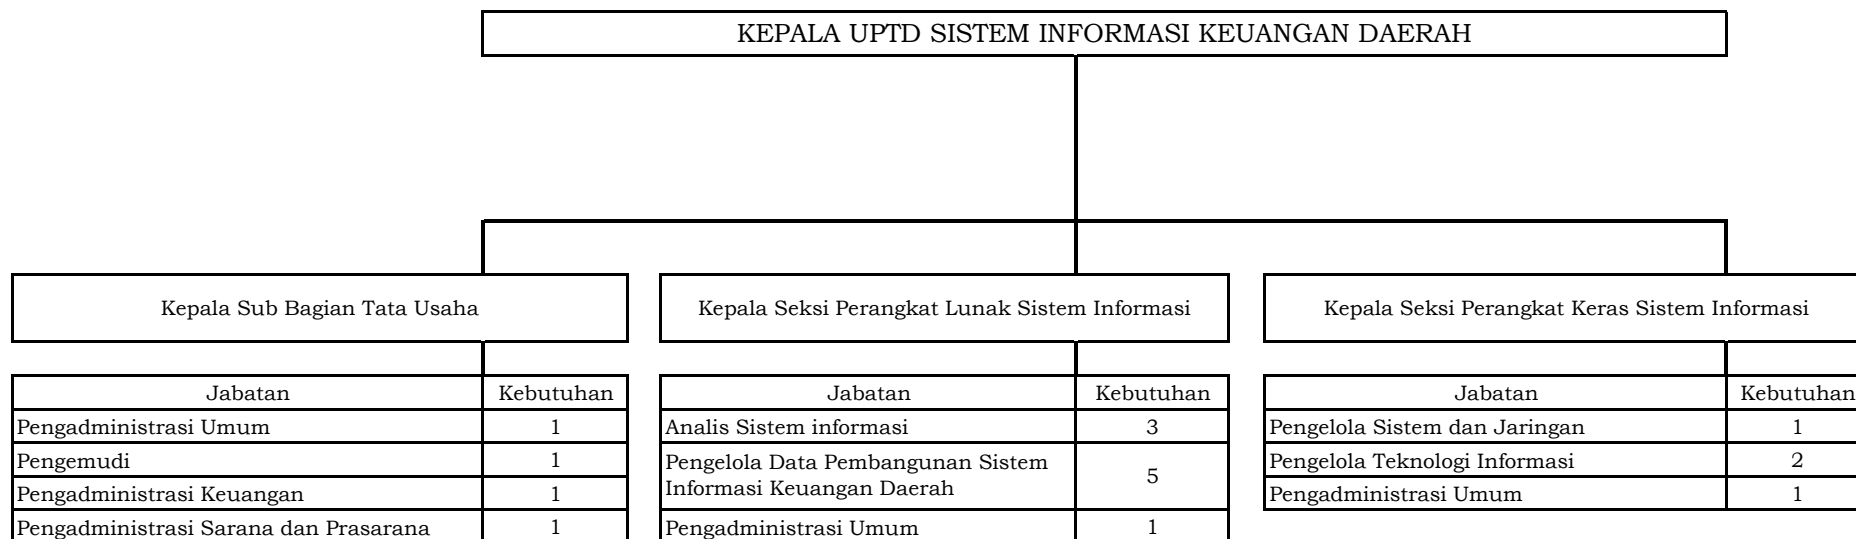 KEPALA UPTD SISTEM INFORMASI KEUANGAN DAERAH
Kepala Sub Bagian Tata Usaha
Jabatan Kebutuhan
Pengadministrasi Umum 1
Pengemudi 1
Pengadministrasi Keuangan 1
Pengadministrasi Sarana dan Prasarana 1
Kepala Seksi Perangkat Lunak Sistem Informasi
Jabatan Kebutuhan
Analis Sistem informasi 3
Pengelola Data Pembangunan Sistem
Informasi Keuangan Daerah 5
Pengadministrasi Umum 1
Kepala Seksi Perangkat Keras Sistem Informasi
Jabatan Kebutuhan
Pengelola Sistem dan Jaringan 1
Pengelola Teknologi Informasi 2
Pengadministrasi Umum 1